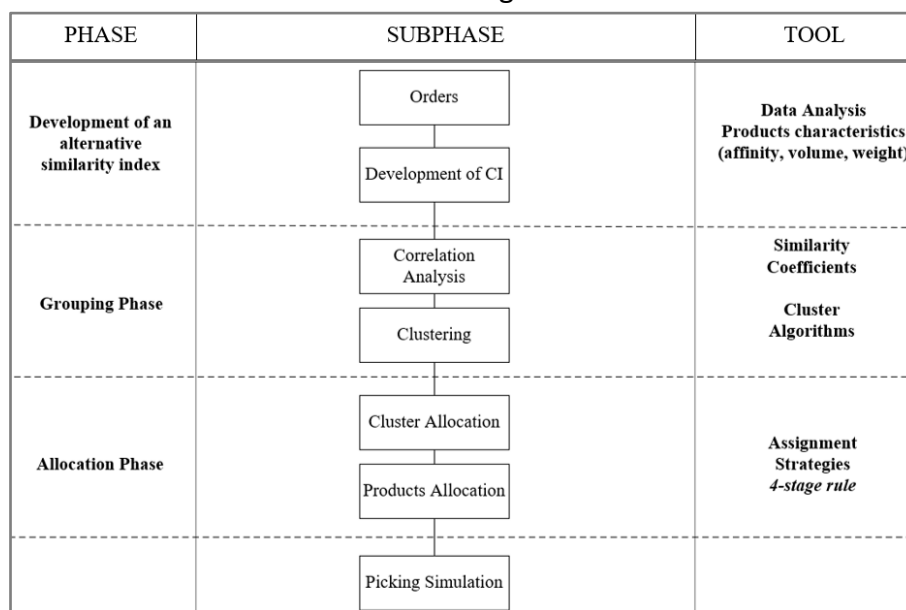 PHASE
SUBPHASE
TOOL
Development of an
alternative
similarity index
Orders
Development of CI
Data Analysis
Products characteristics
(affinity, volume, weight)
Grouping Phase
Correlation
Analysis
Clustering
Similarity
Coefficients
Cluster
Algorithms
Allocation Phase
Cluster Allocation
Products Allocation
Assignment
Strategies
4-stage rule
Picking Simulation